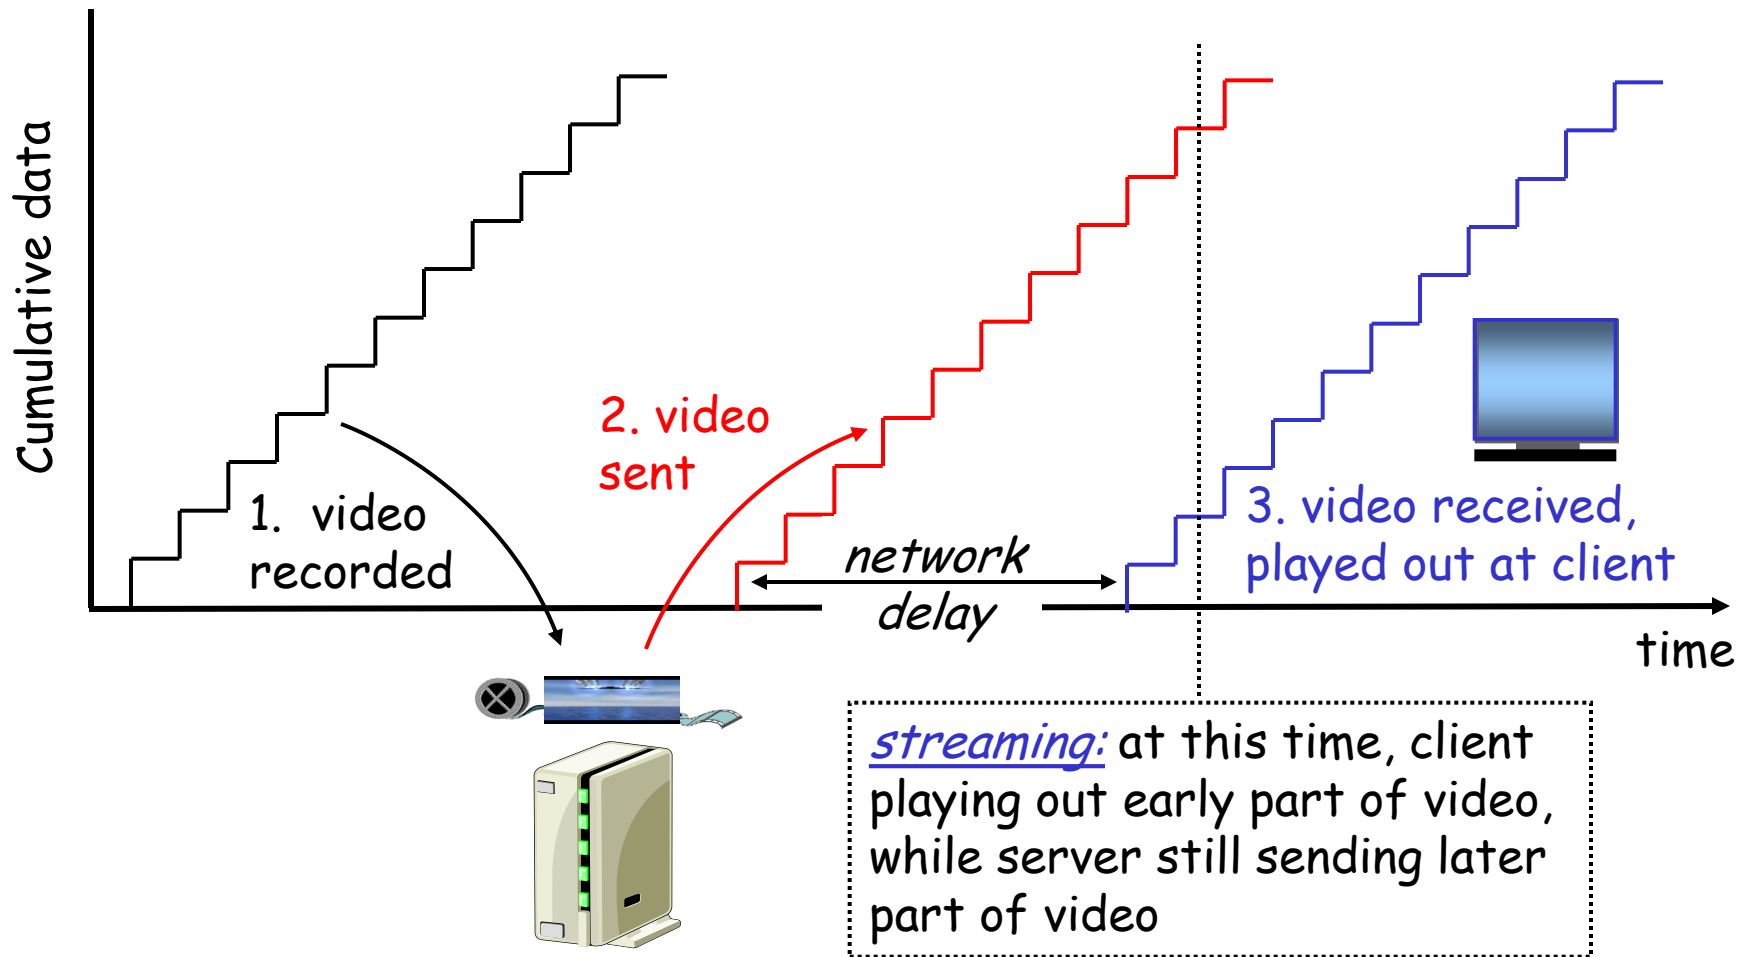 Cumulative data
1. video
recorded
2. video
sent
network
delay
3. video received,
played out at client
time
streaming: at this time, client
playing out early part of video,
while server still sending later
part of video